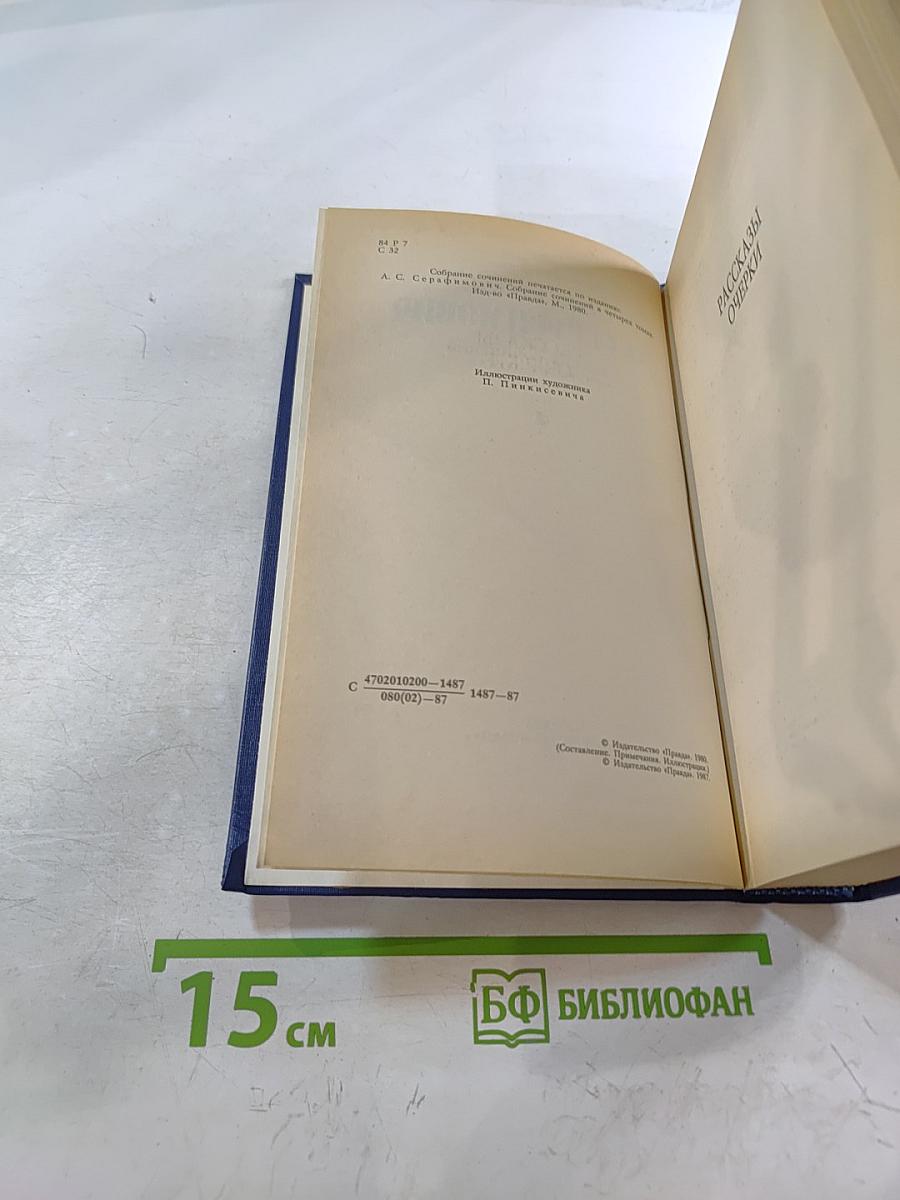 84 Р 7
С 32
Собрание сочинений печатается по изданию:
А. С. Серафимович. Собрание сочинений в четырех томах.
Изд-во «Правда», М., 1980.
Иллюстрации художника
П. Пинкисевича
С 4702010200—1487
080(02)—87
1487—87
© Издательство «Правда». 1980.
(Составление. Примечания. Иллюстрации.)
© Издательство «Правда». 1987.
РАССКАЗЫ
ОЧЕРКИ
15 см
БФ БИБЛИОФАН